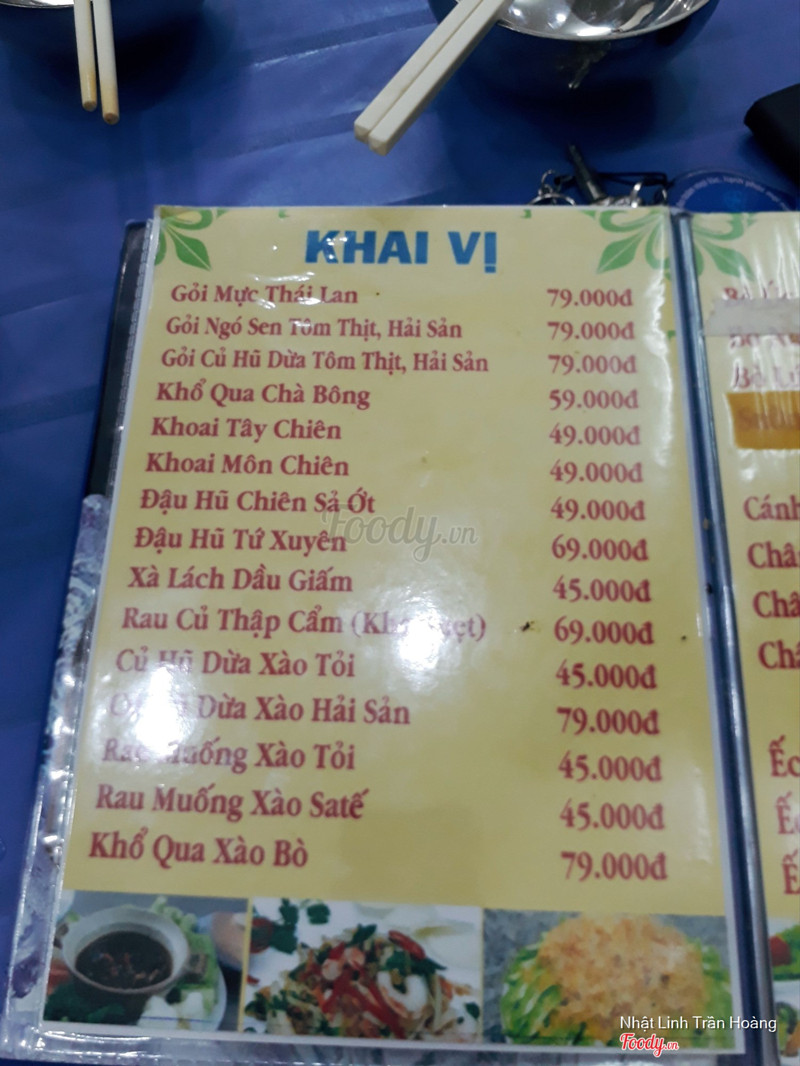 KHAI VỊ
Gỏi Mực Thái Lan 79.000đ
Gỏi Ngó Sen Tôm Thịt, Hải Sản 79.000đ
Gỏi Củ Hũ Dừa Tôm Thịt, Hải Sản 79.000đ
Khổ Qua Chà Bông 59.000đ
Khoai Tây Chiên 49.000đ
Khoai Môn Chiên 49.000đ
Đậu Hũ Chiên Sả Ớt 49.000đ
Đậu Hũ Tứ Xuyên 69.000đ
Xà Lách Dầu Giấm 45.000đ
Rau Củ Thập Cẩm 69.000đ
Củ Hũ Dừa Xào Tỏi 45.000đ
Dừa Xào Hải Sản 79.000đ
Rau Muống Xào Tỏi 45.000đ
Rau Muống Xào Satế 45.000đ
Khổ Qua Xào Bò 79.000đ
Cánh
Chân
Foody.vn
Nhật Linh Trần Hoàng
Foody.vn